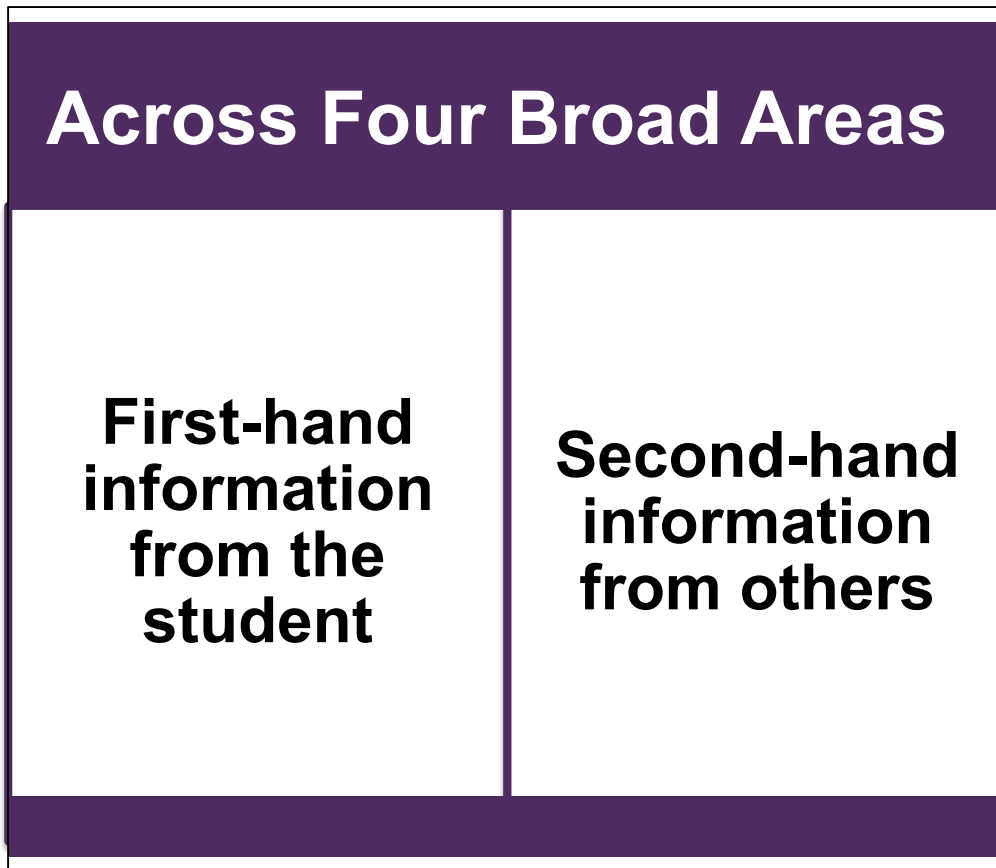 Across Four Broad Areas
First-hand
information
from the
student
Second-hand
information
from others